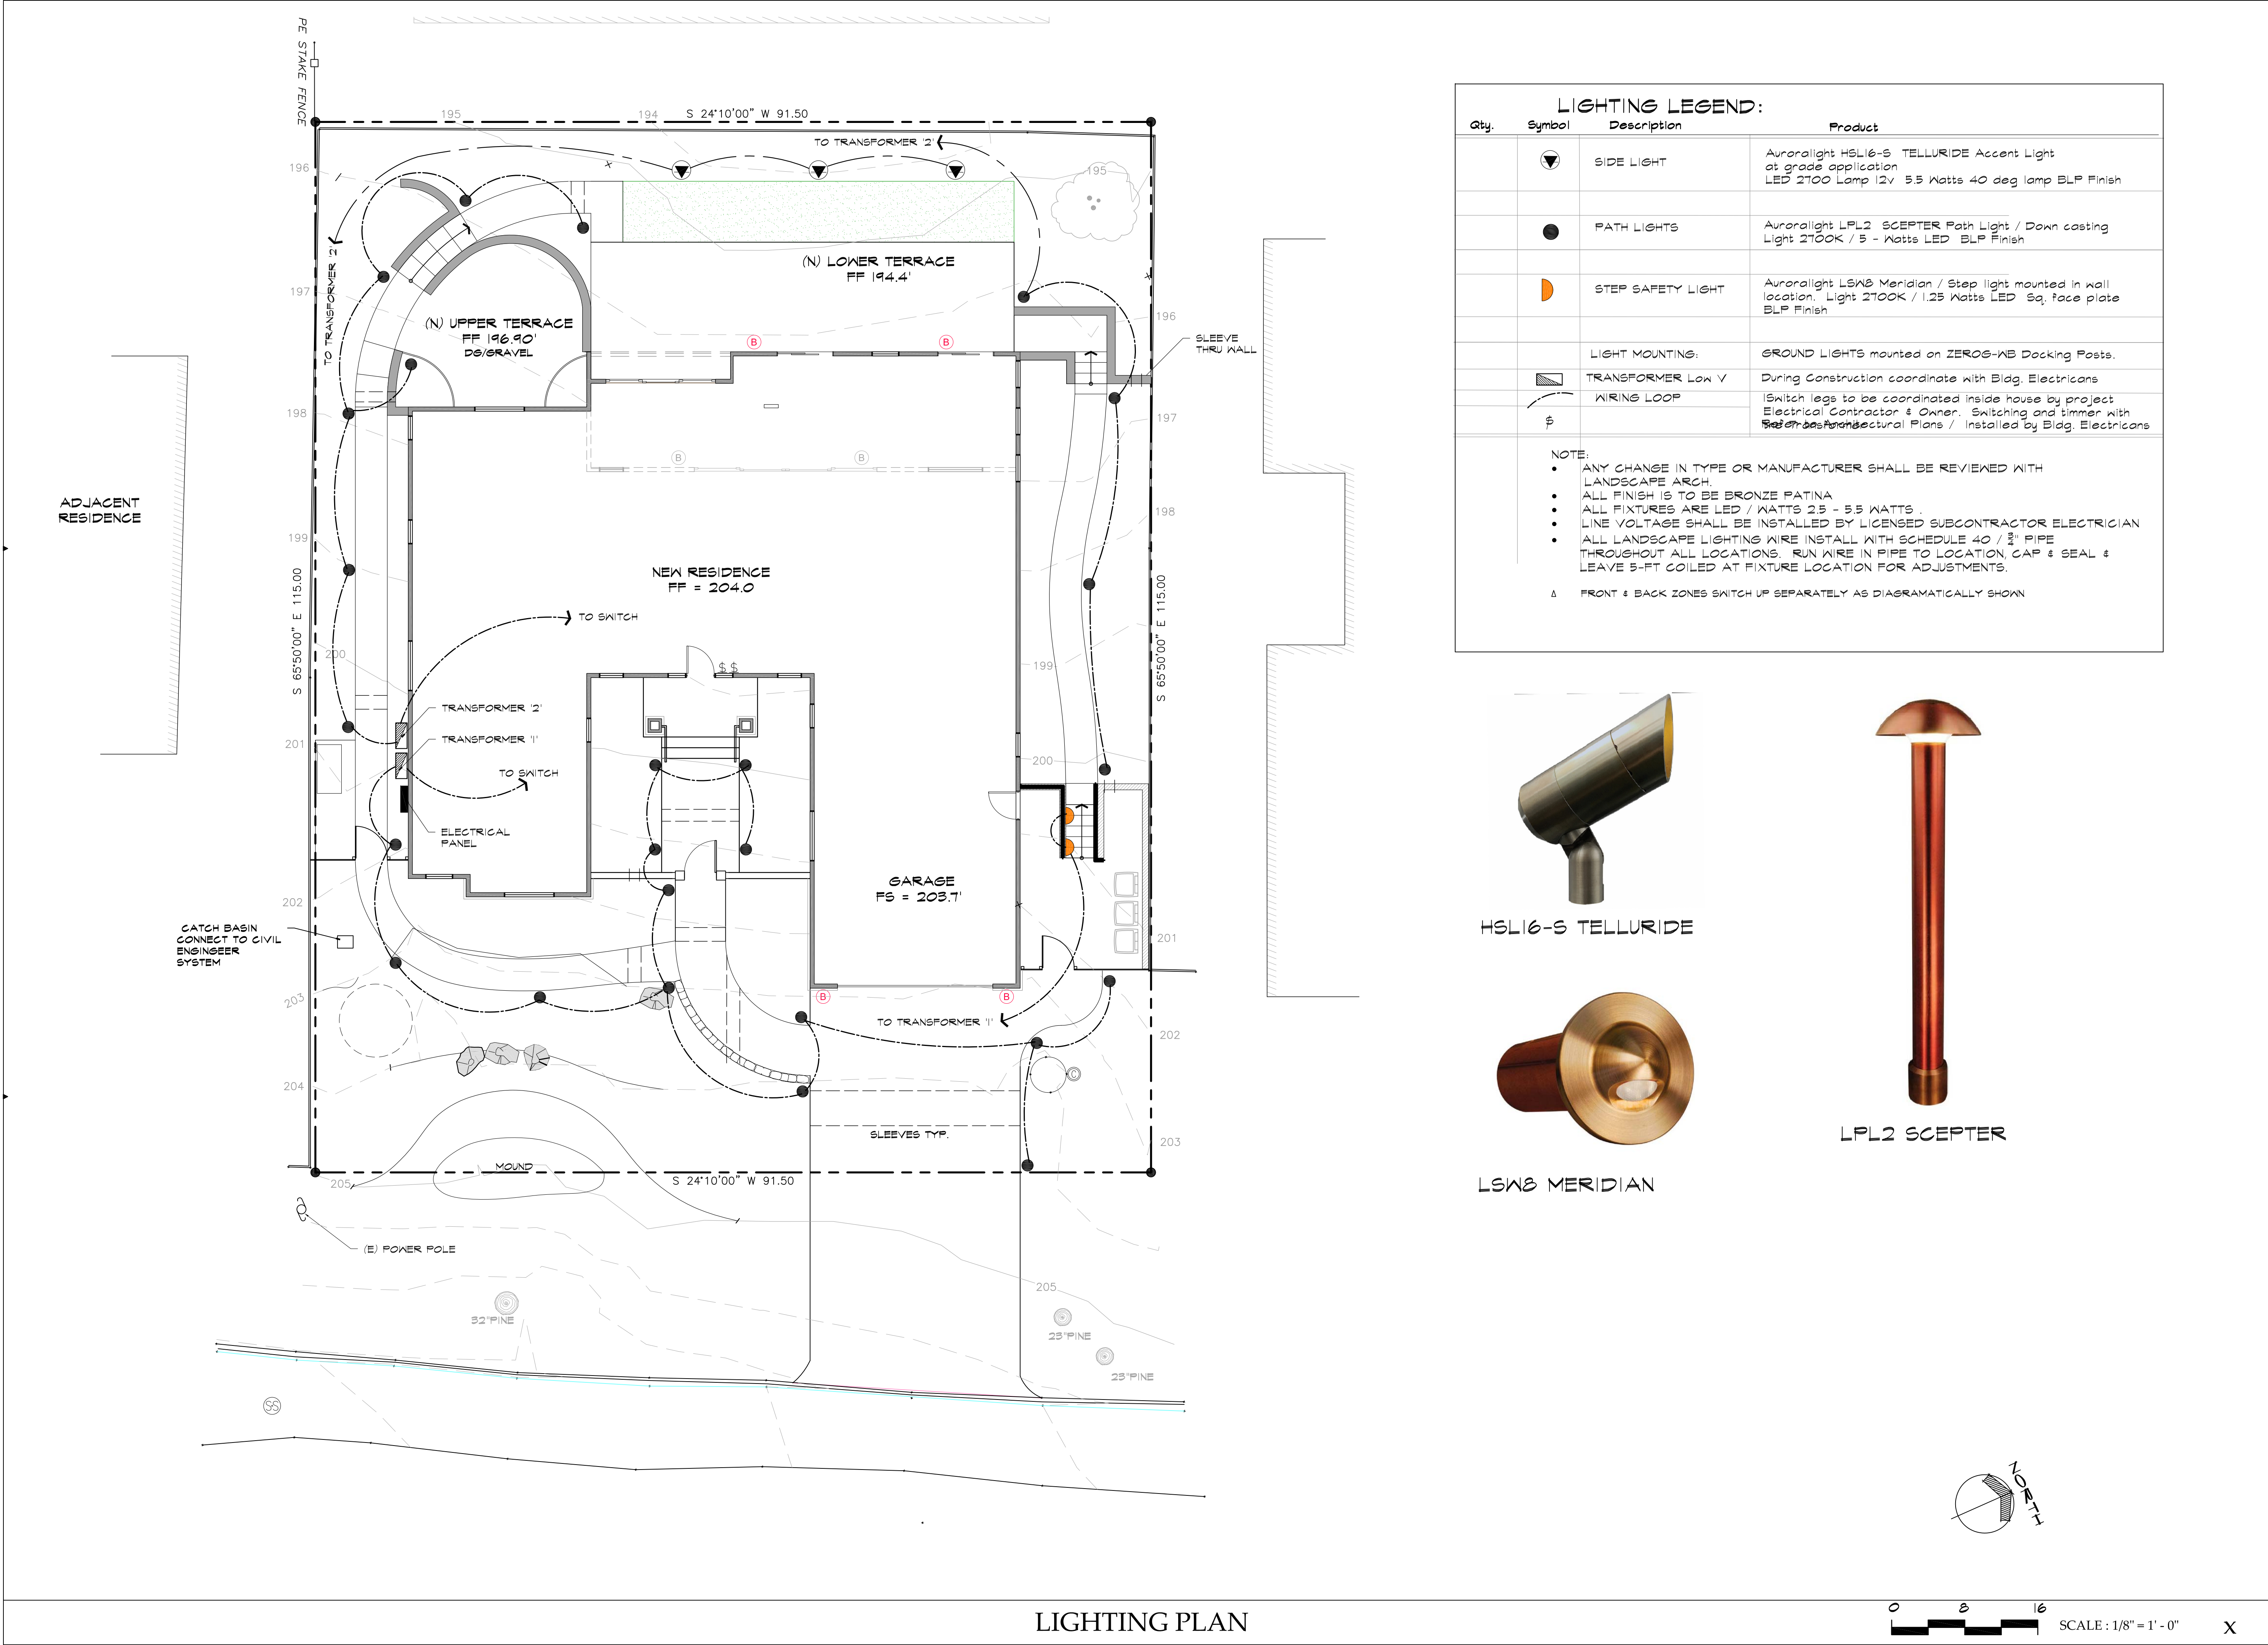 PE STAKE FENCE
S 24°10'00" W 91.50
195
194
TO TRANSFORMER '2'
196
195
TO TRANSFORMER '2'
197
(N) LOWER TERRACE
FF 194.4'
(N) UPPER TERRACE
FF 196.90'
DG/GRAVEL
196
SLEEVE
THRU WALL
B
B
198
197
B
B
ADJACENT
RESIDENCE
198
199
NEW RESIDENCE
FF = 204.0
S 65°50'00" E 115.00
S 65°50'00" E 115.00
TO SWITCH
200
199
$ $
TRANSFORMER '2'
TRANSFORMER '1'
201
200
TO SWITCH
ELECTRICAL
PANEL
GARAGE
FS = 203.7'
202
CATCH BASIN
CONNECT TO CIVIL
ENGINGEER
SYSTEM
201
203
B
B
TO TRANSFORMER '1'
202
C
204
SLEEVES TYP.
203
MOUND
205
S 24°10'00" W 91.50
(E) POWER POLE
205
32"PINE
23"PINE
23"PINE
SS
LIGHTING LEGEND:
Qty. Symbol Description Product
SIDE LIGHT
Auroralight HSL16-S TELLURIDE Accent Light
at grade application
LED 2700 Lamp 12v 5.5 Watts 40 deg lamp BLP Finish
PATH LIGHTS
Auroralight LPL2 SCEPTER Path Light / Down casting
Light 2700K / 5 - Watts LED BLP Finish
STEP SAFETY LIGHT
Auroralight LSW8 Meridian / Step light mounted in wall
location. Light 2700K / 1.25 Watts LED Sq. face plate
BLP Finish
LIGHT MOUNTING: GROUND LIGHTS mounted on ZEROG-WB Docking Posts.
TRANSFORMER Low V During Construction coordinate with Bldg. Electricans
WIRING LOOP
lSwitch legs to be coordinated inside house by project
Electrical Contractor & Owner. Switching and timmer with
the Transformer
$ Refer to Architectural Plans / Installed by Bldg. Electricans
NOTE:
• ANY CHANGE IN TYPE OR MANUFACTURER SHALL BE REVIEWED WITH
LANDSCAPE ARCH.
• ALL FINISH IS TO BE BRONZE PATINA
• ALL FIXTURES ARE LED / WATTS 2.5 - 5.5 WATTS .
• LINE VOLTAGE SHALL BE INSTALLED BY LICENSED SUBCONTRACTOR ELECTRICIAN
• ALL LANDSCAPE LIGHTING WIRE INSTALL WITH SCHEDULE 40 / ¾" PIPE
THROUGHOUT ALL LOCATIONS. RUN WIRE IN PIPE TO LOCATION, CAP & SEAL &
LEAVE 5-FT COILED AT FIXTURE LOCATION FOR ADJUSTMENTS.
Δ FRONT & BACK ZONES SWITCH UP SEPARATELY AS DIAGRAMATICALLY SHOWN
HSL16-S TELLURIDE
LSW8 MERIDIAN
LPL2 SCEPTER
NORTH
LIGHTING PLAN
0 8 16
SCALE : 1/8" = 1' - 0"
X